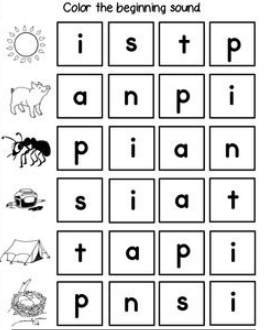 Color the beginning sound
i s t p
a n p i
p i a n
s i a t
t a p i
p n s i